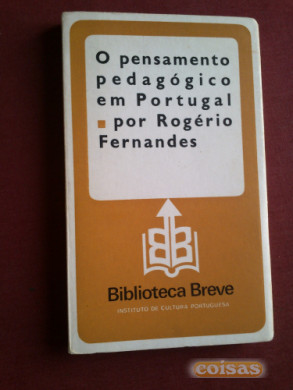 O pensamento
pedagógico
em Portugal
por Rogério
Fernandes
Biblioteca Breve
INSTITUTO DE CULTURA PORTUGUESA
coisas